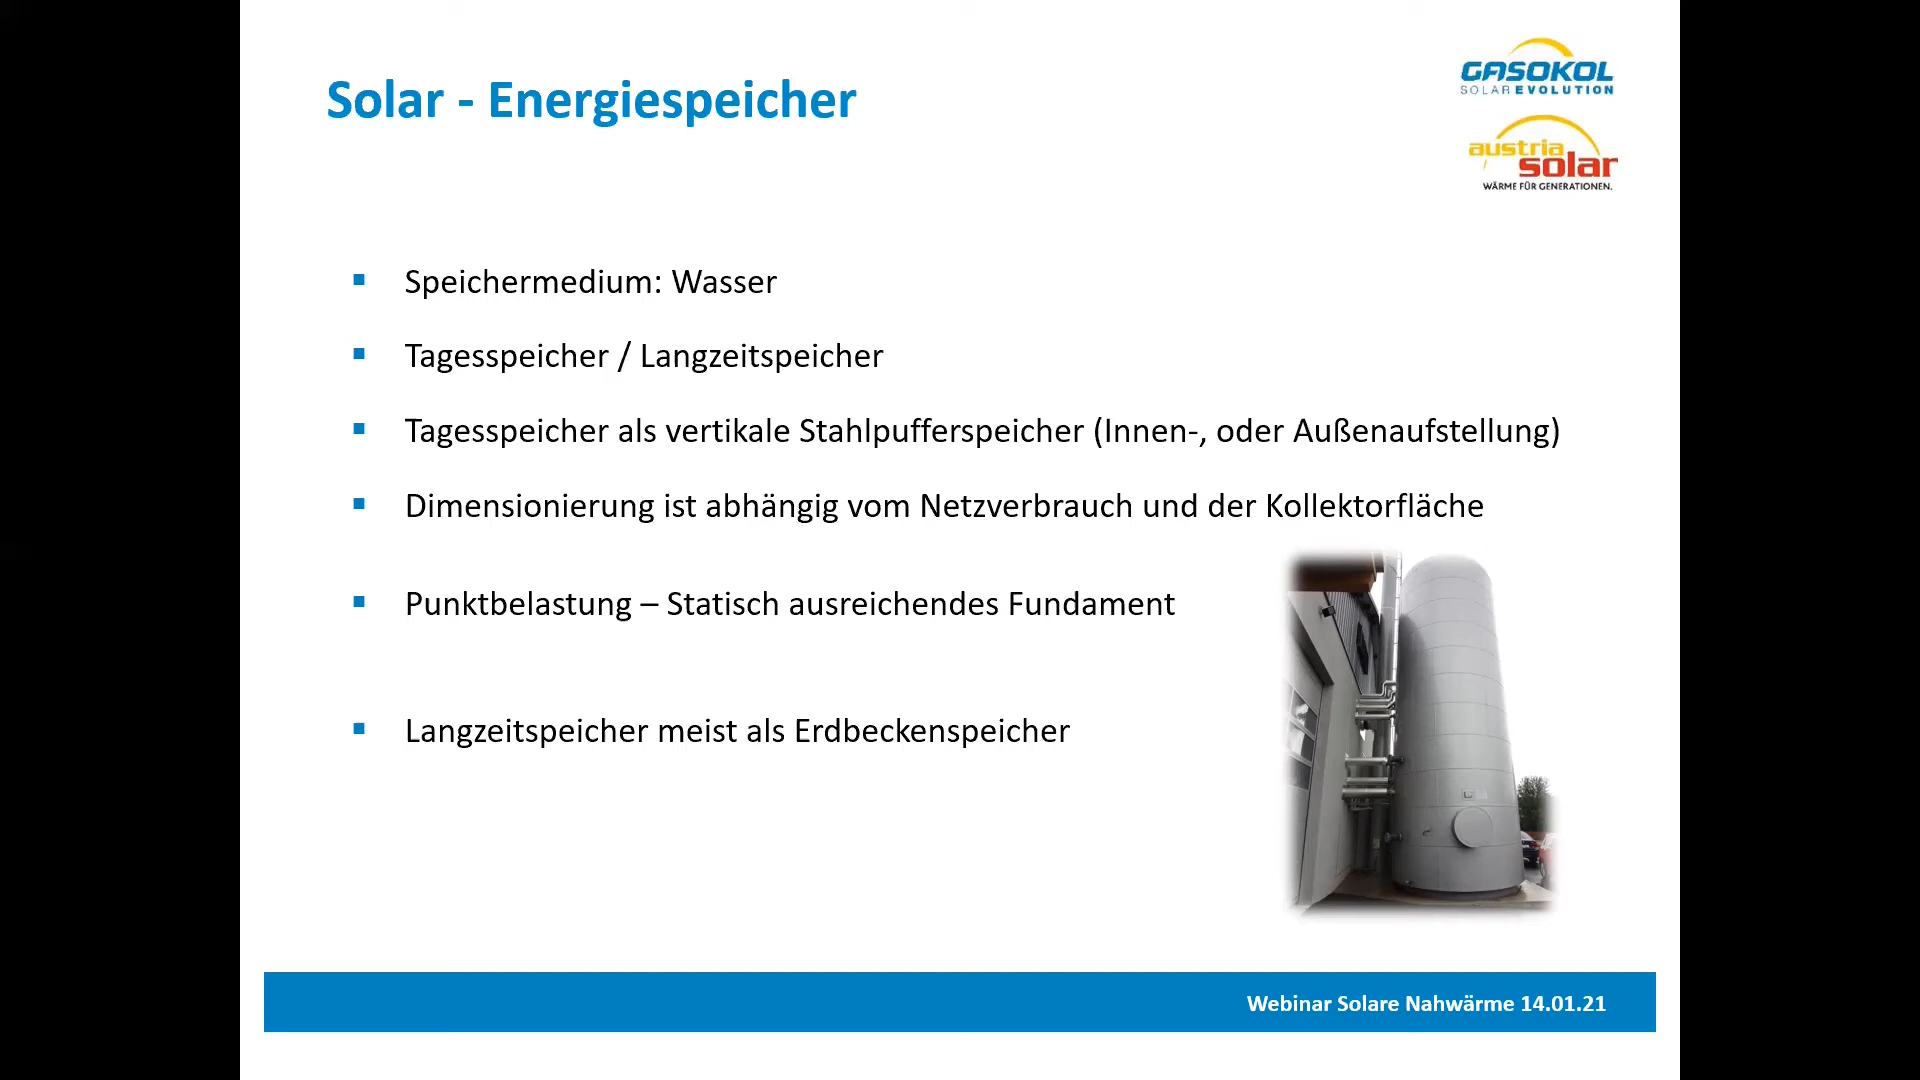 Solar - Energiespeicher
GASOKOL
SOLAR EVOLUTION
austria
solar
WÄRME FÜR GENERATIONEN.
Speichermedium: Wasser
Tagesspeicher / Langzeitspeicher
Tagesspeicher als vertikale Stahlpufferspeicher (Innen-, oder Außenaufstellung)
Dimensionierung ist abhängig vom Netzverbrauch und der Kollektorfläche
Punktbelastung – Statisch ausreichendes Fundament
Langzeitspeicher meist als Erdbeckenspeicher
Webinar Solare Nahwärme 14.01.21